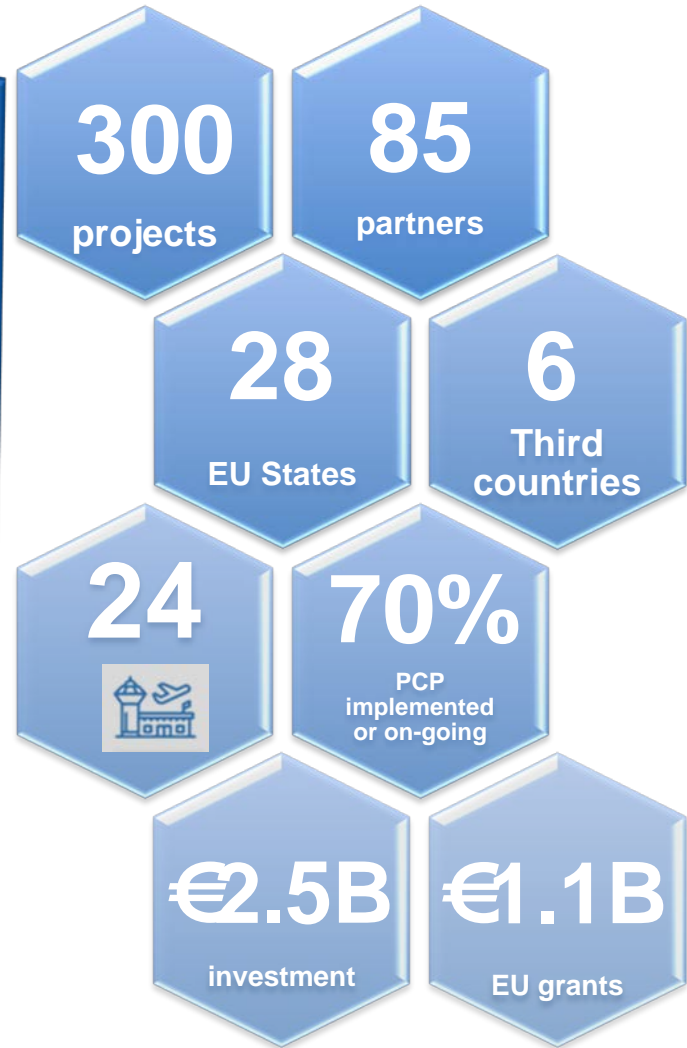 300
projects
85
partners
28
EU States
6
Third
countries
24
70%
PCP
implemented
or on-going
€2.5B
investment
€1.1B
EU grants